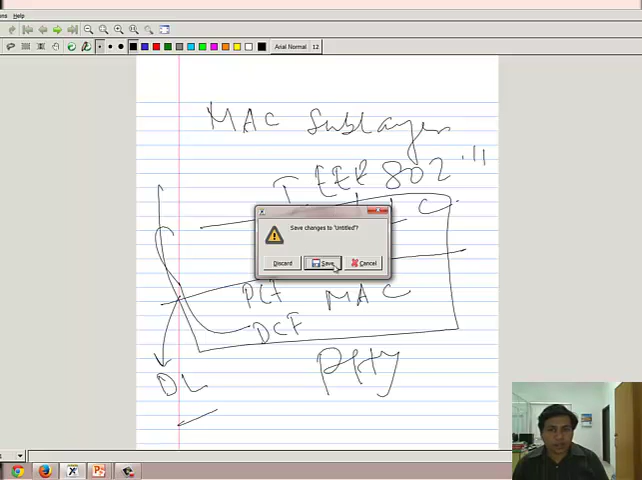 Help
Arial Normal 12
MAC Sublayer
IEEE 802.11
Save changes to 'Untitled'?
Discard Save Cancel
PCF MAC
DCF
PHY
DL